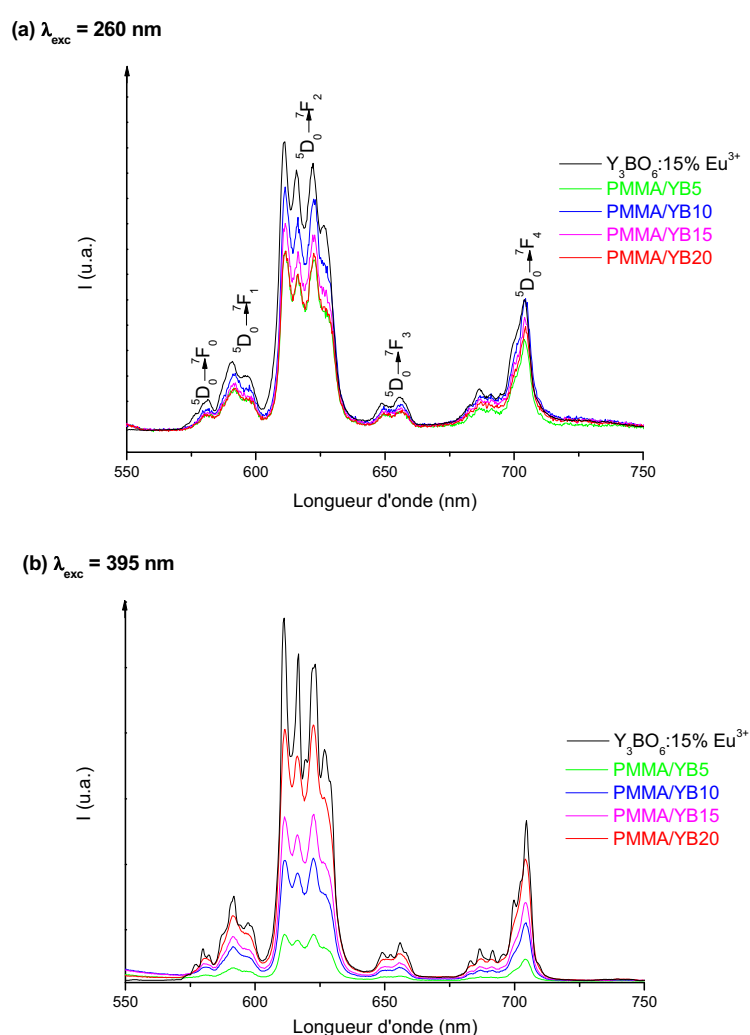 (a) λexc = 260 nm
I (u.a.)
⁵D₀→⁷F₀
⁵D₀→⁷F₁
⁵D₀→⁷F₂
⁵D₀→⁷F₃
⁵D₀→⁷F₄
Y₃BO₆:15% Eu³⁺
PMMA/YB5
PMMA/YB10
PMMA/YB15
PMMA/YB20
550 600 650 700 750
Longueur d'onde (nm)
(b) λexc = 395 nm
I (u.a.)
Y₃BO₆:15% Eu³⁺
PMMA/YB5
PMMA/YB10
PMMA/YB15
PMMA/YB20
550 600 650 700 750
Longueur d'onde (nm)